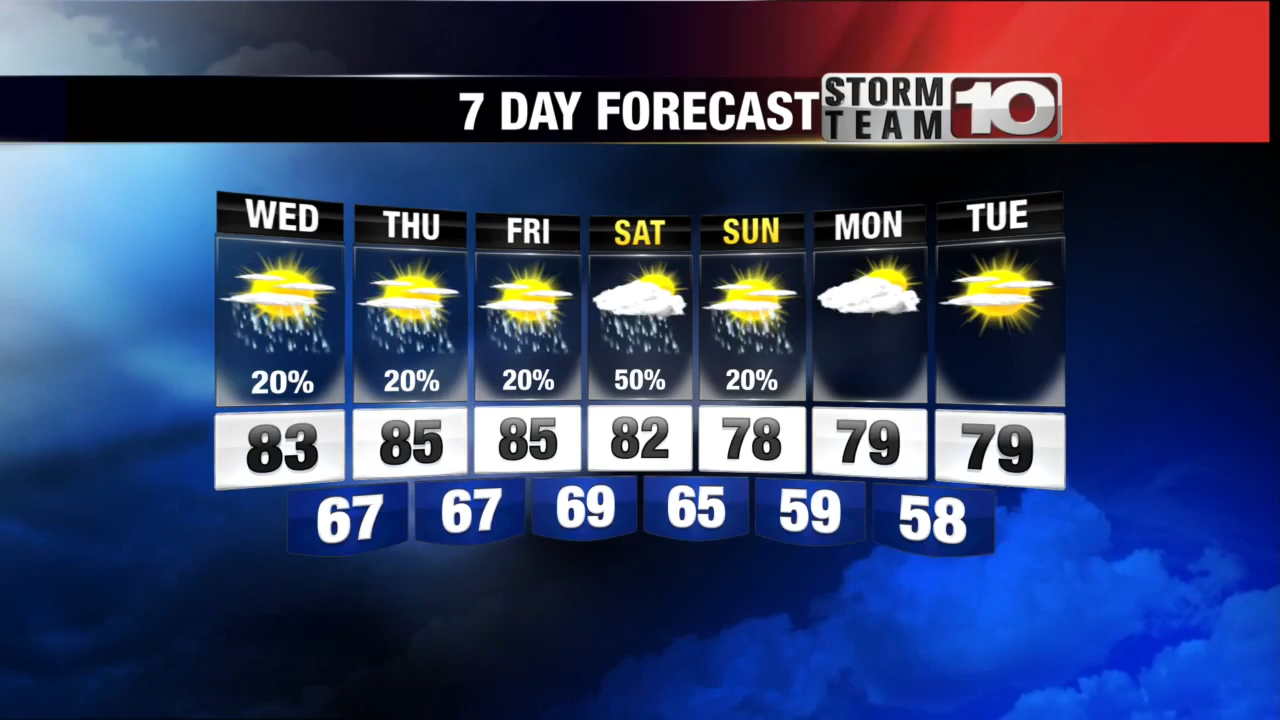 7 DAY FORECAST
STORM TEAM 10
WED THU FRI SAT SUN MON TUE
20% 20% 20% 50% 20%
83 85 85 82 78 79 79
67 67 69 65 59 58